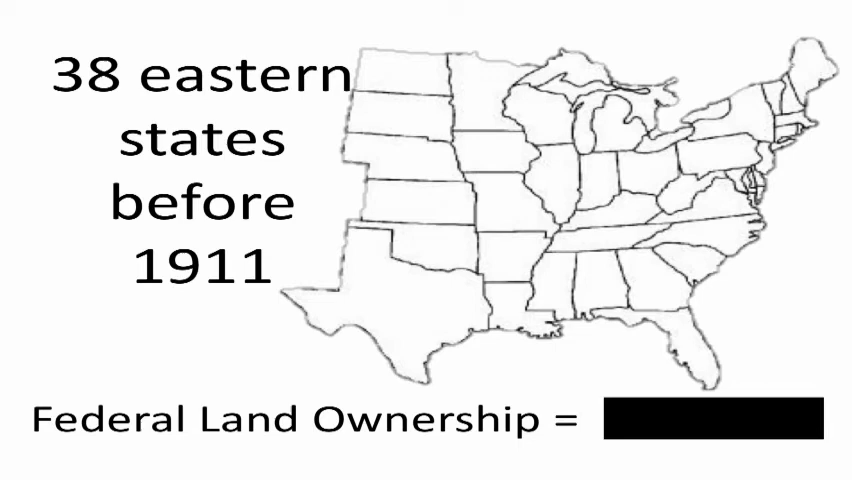 38 eastern
states
before
1911
Federal Land Ownership =